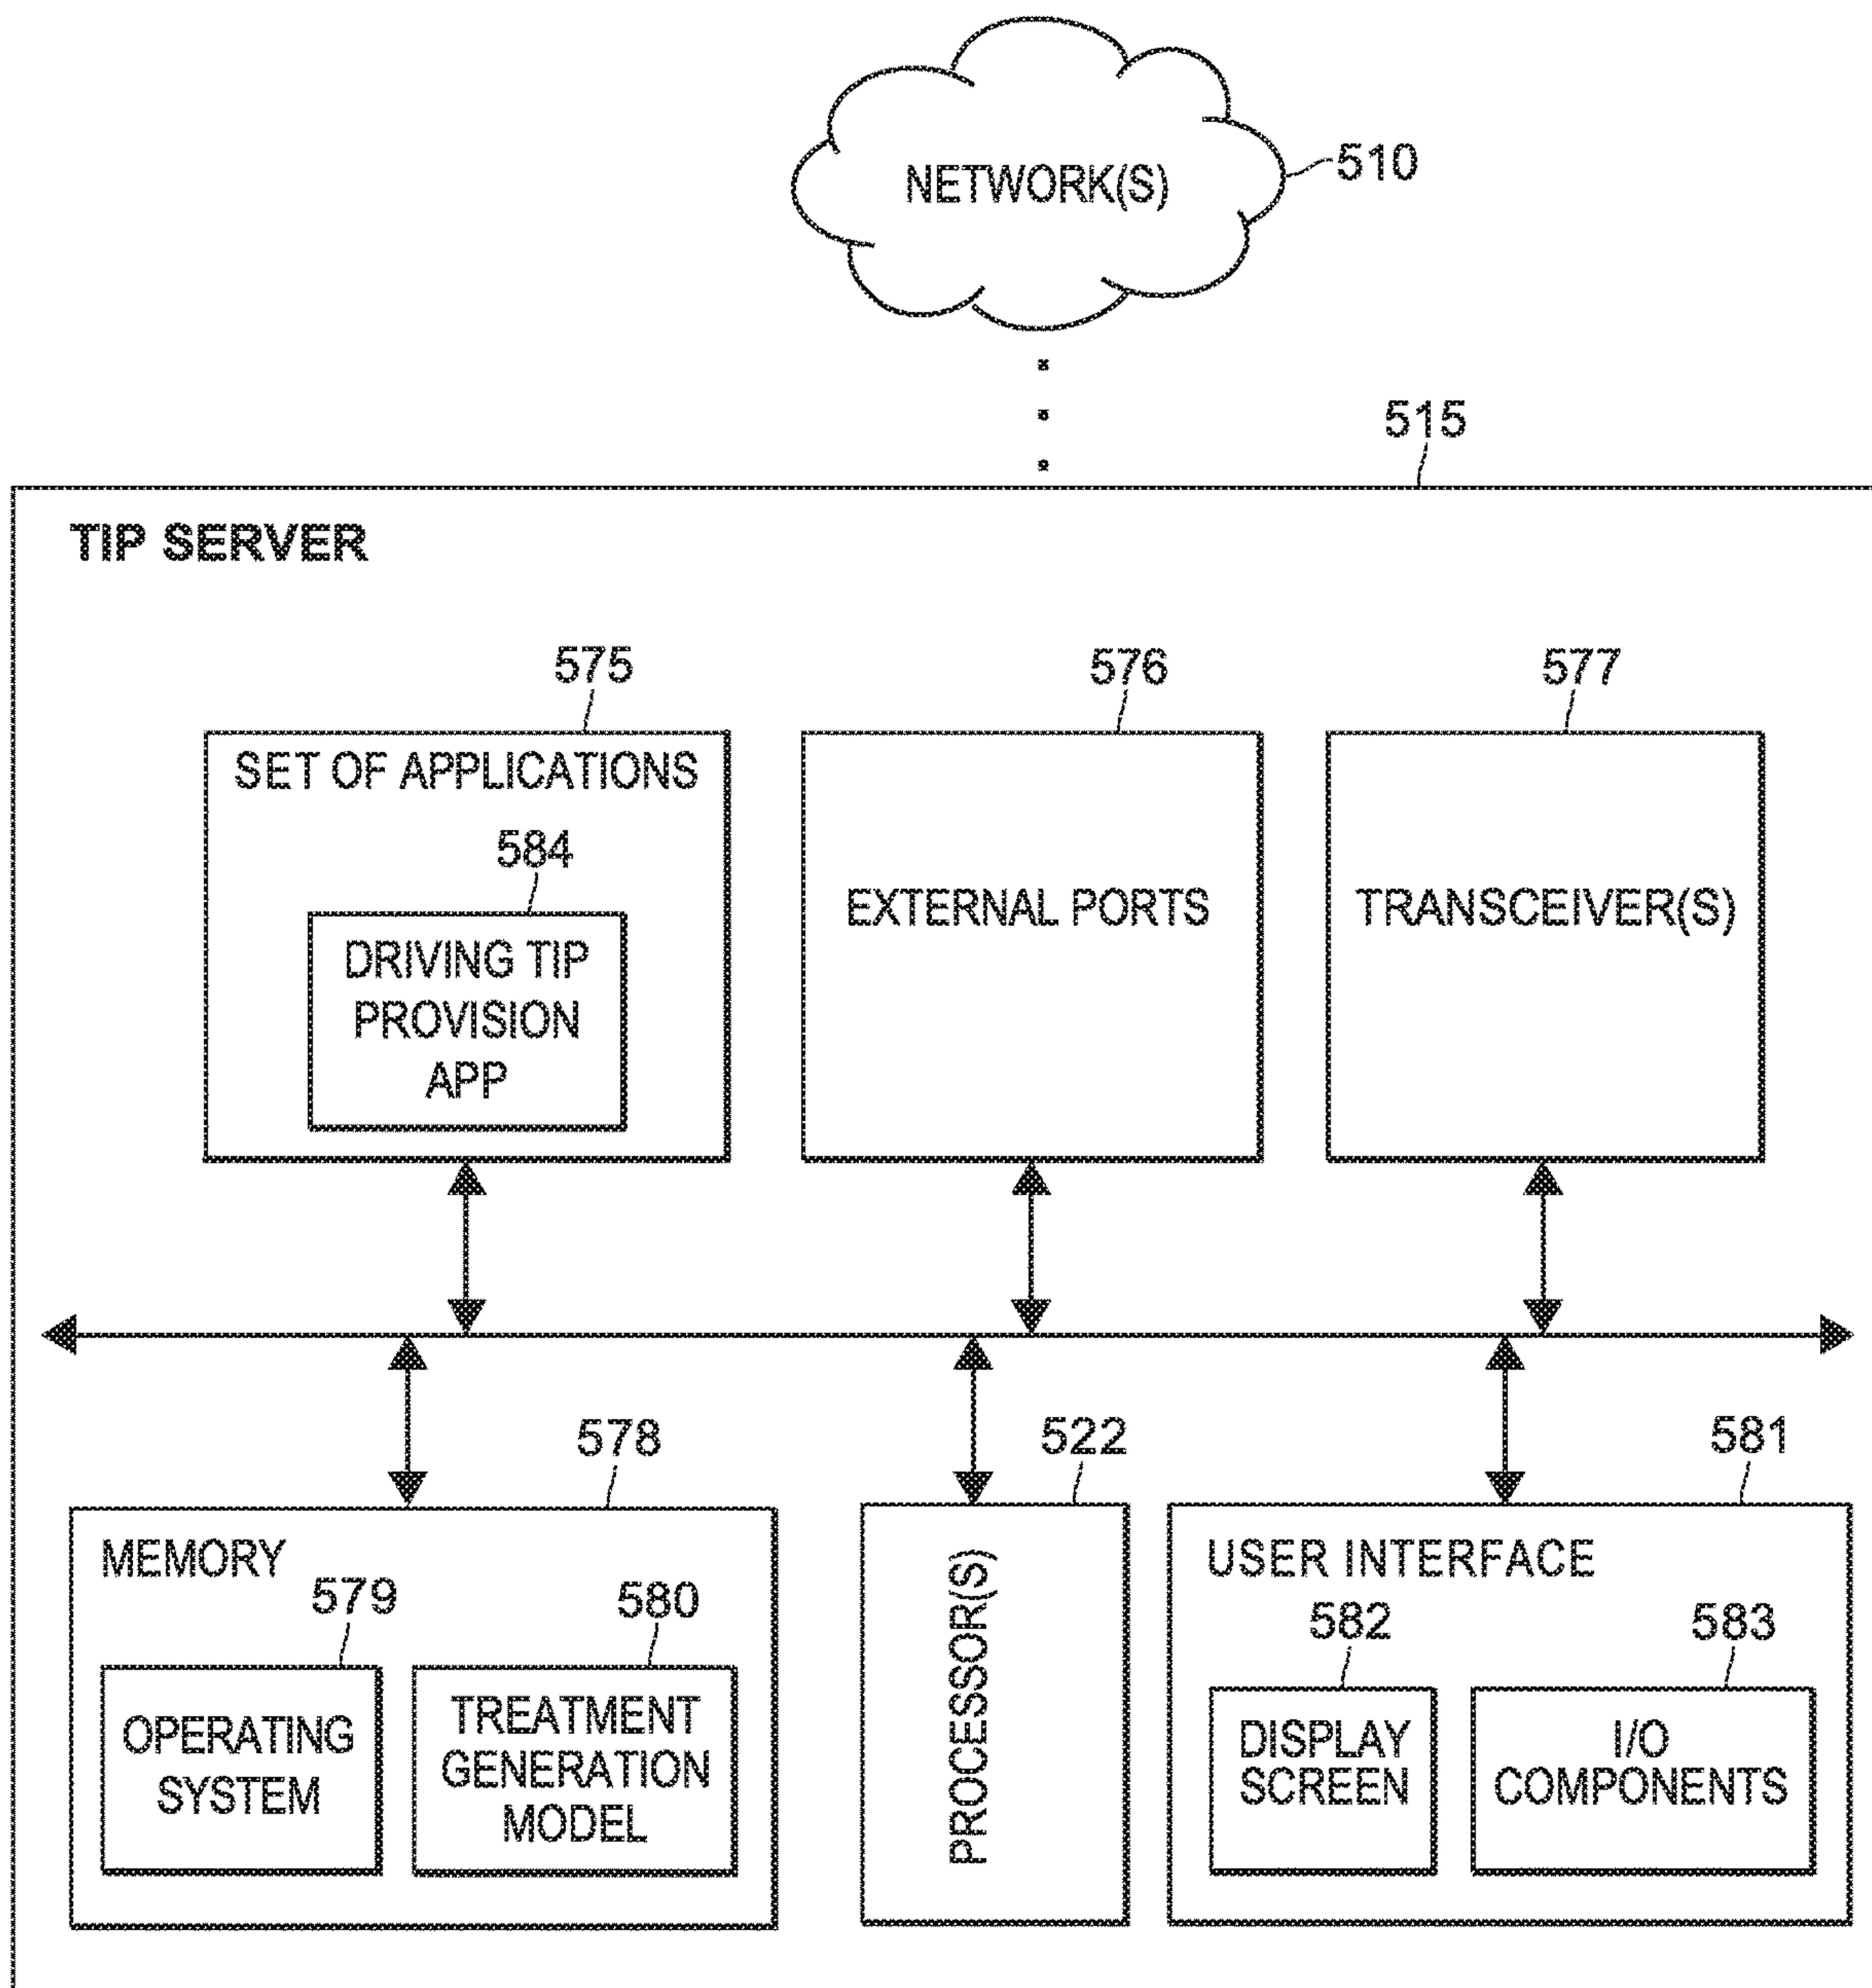 NETWORK(S)
510
515
TIP SERVER
575
576
577
SET OF APPLICATIONS
584
DRIVING TIP
PROVISION
APP
EXTERNAL PORTS
TRANSCEIVER(S)
578
522
581
MEMORY
579
580
OPERATING
SYSTEM
TREATMENT
GENERATION
MODEL
PROCESSOR(S)
USER INTERFACE
582
583
DISPLAY
SCREEN
I/O
COMPONENTS